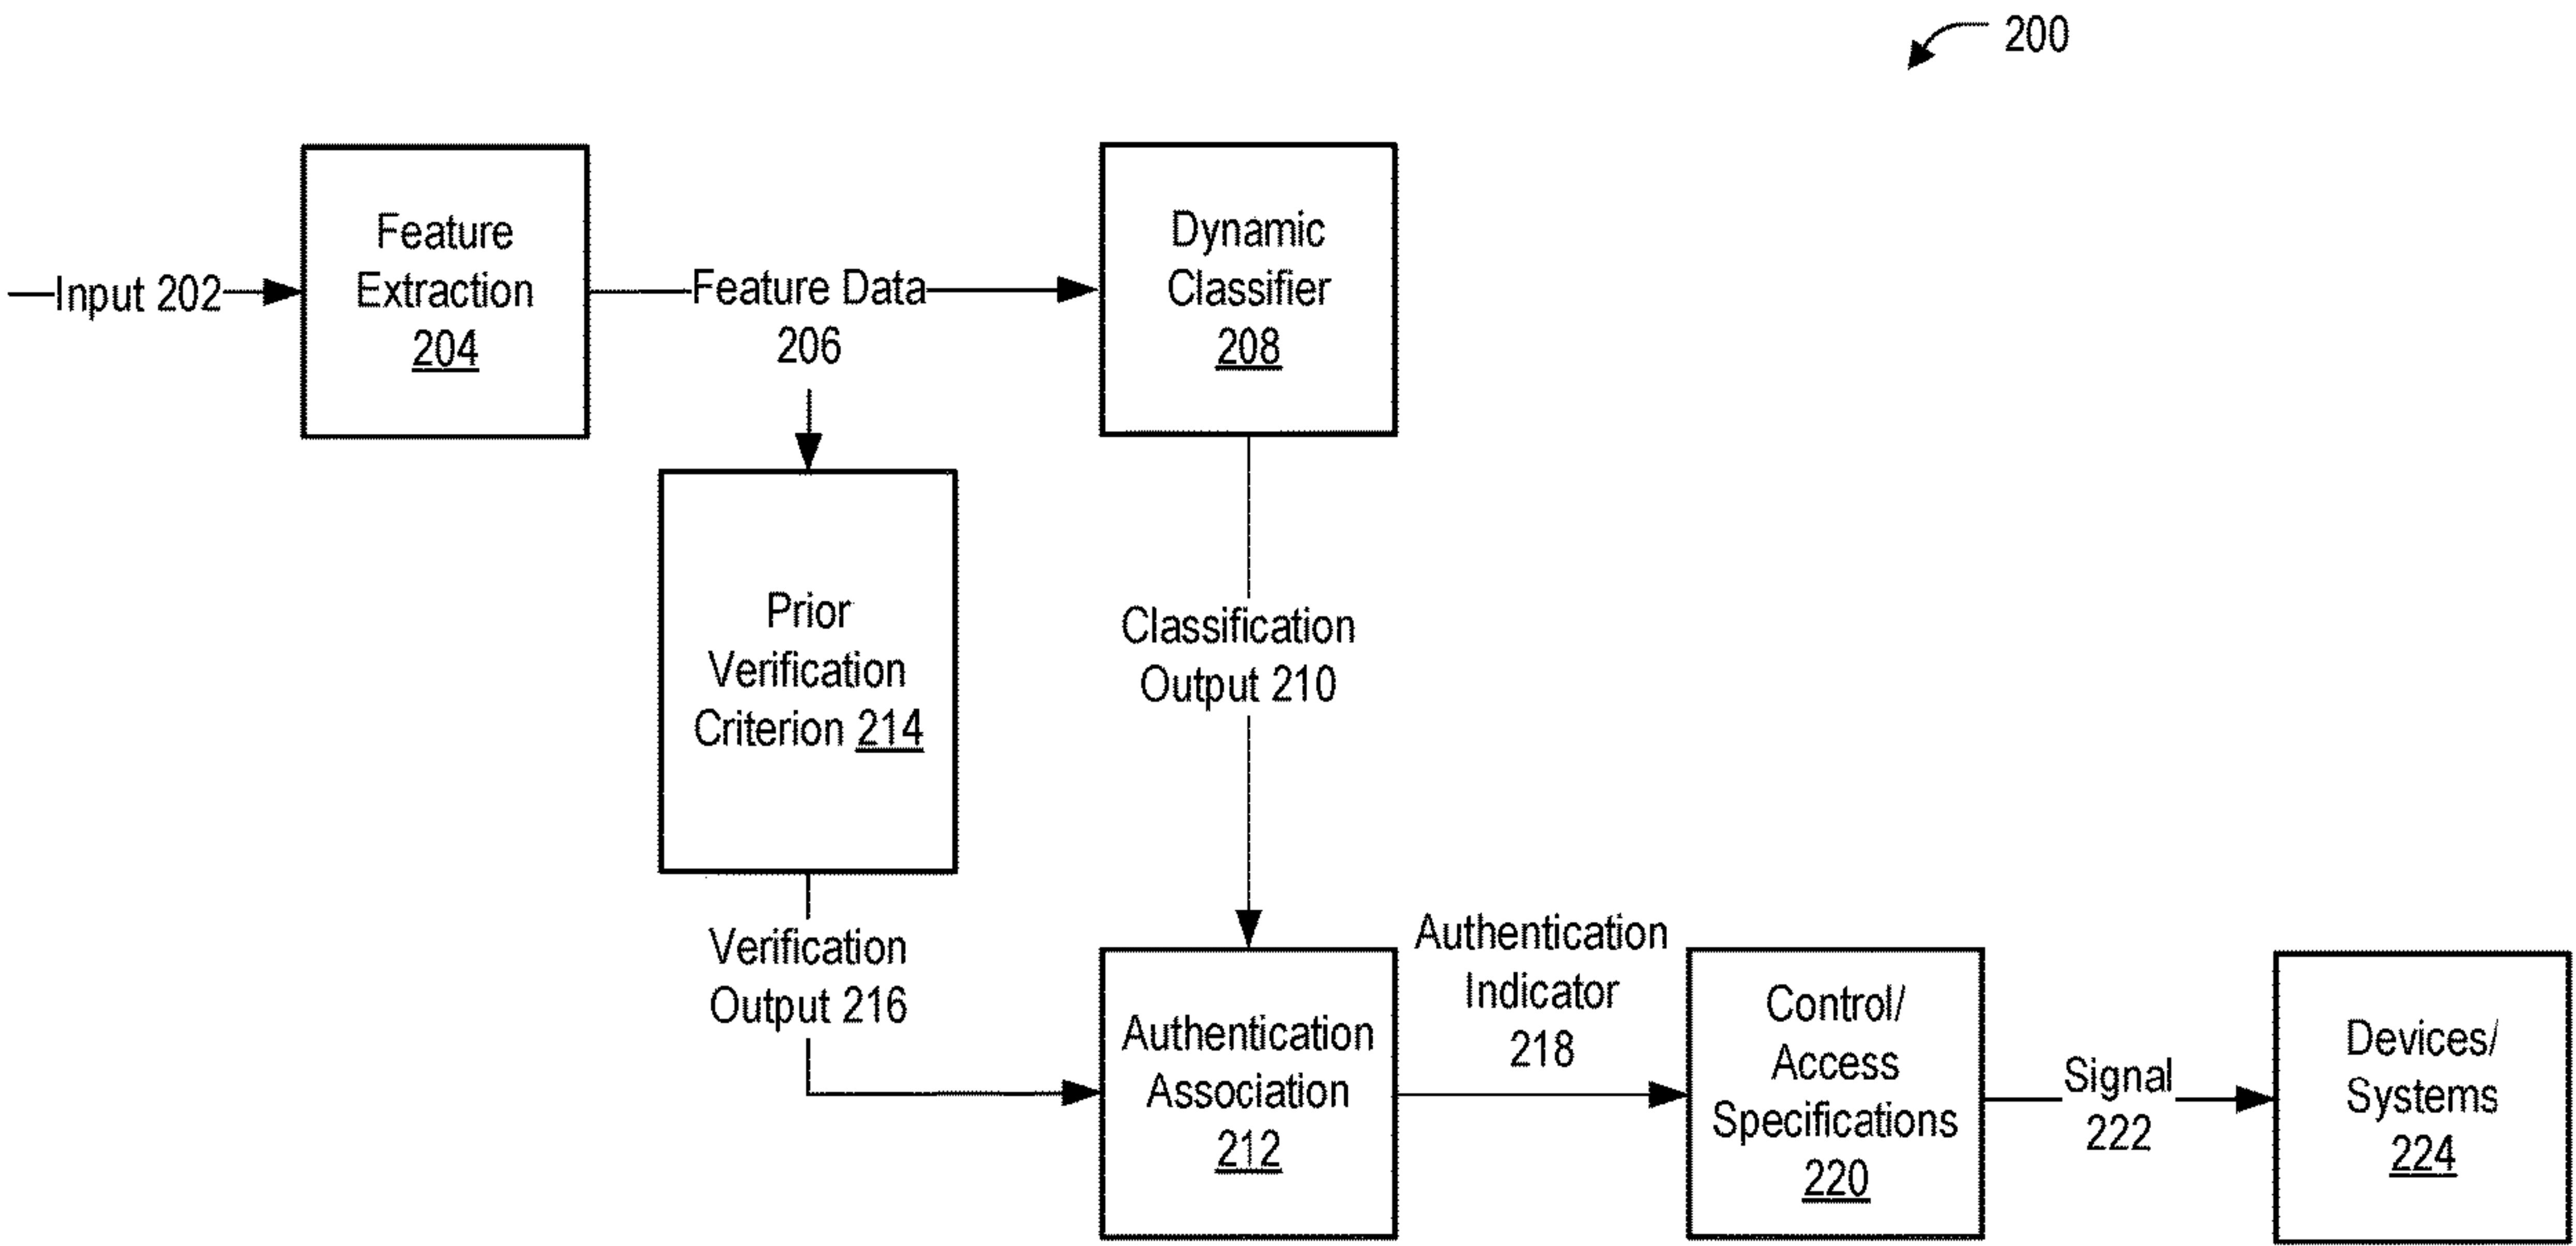 200
Input 202
Feature
Extraction
204
Feature Data
206
Dynamic
Classifier
208
Prior
Verification
Criterion 214
Classification
Output 210
Verification
Output 216
Authentication
Association
212
Authentication
Indicator
218
Control/
Access
Specifications
220
Signal
222
Devices/
Systems
224